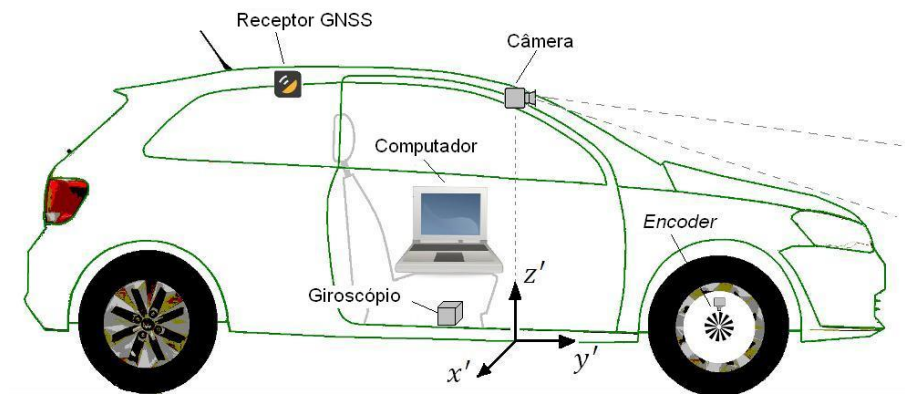 Receptor GNSS
Câmera
Computador
Encoder
Giroscópio
z′
x′
y′